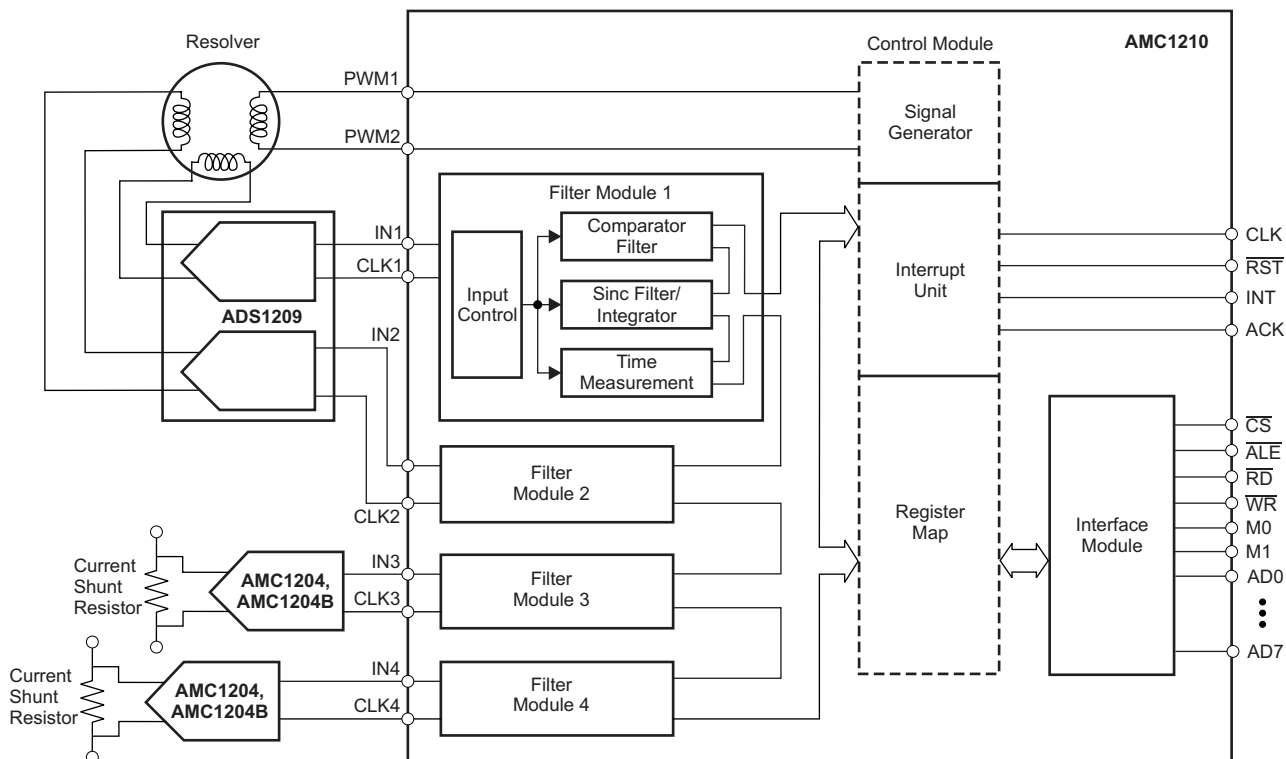 Resolver
Control Module
AMC1210
PWM1
PWM2
Signal
Generator
Filter Module 1
Comparator
Filter
IN1
CLK1
CLK
RST
Input
Control
Sinc Filter/
Integrator
Interrupt
Unit
INT
ADS1209
IN2
ACK
Time
Measurement
CS
ALE
RD
WR
M0
M1
AD0
AD7
Filter
Module 2
CLK2
Register
Map
Interface
Module
Current
Shunt
Resistor
AMC1204,
AMC1204B
IN3
CLK3
Filter
Module 3
Current
Shunt
Resistor
AMC1204,
AMC1204B
IN4
CLK4
Filter
Module 4